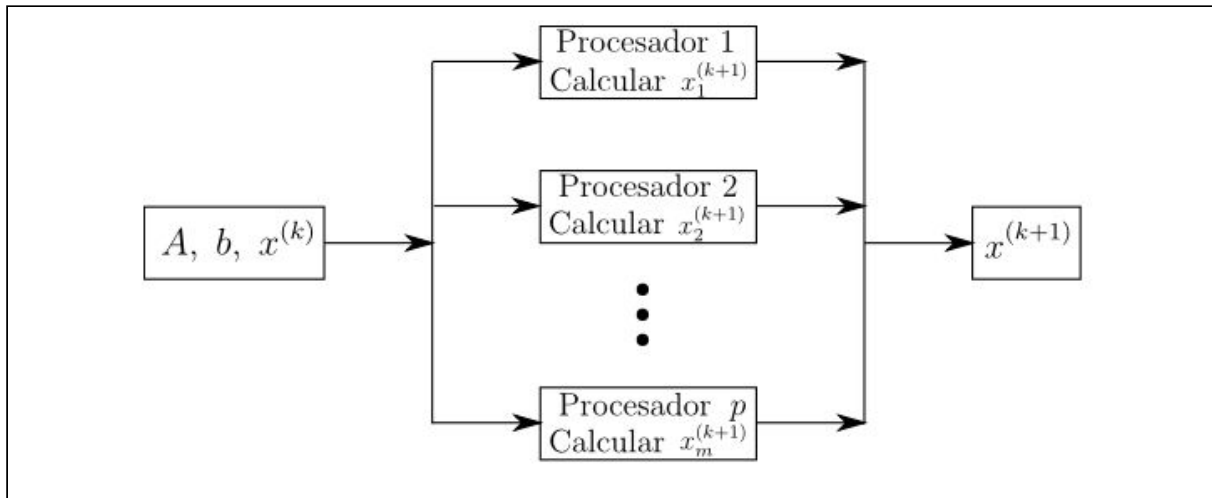 Procesador 1
Calcular $x_1^{(k+1)}$
Procesador 2
Calcular $x_2^{(k+1)}$
$A, b, x^{(k)}$
$x^{(k+1)}$
Procesador $p$
Calcular $x_m^{(k+1)}$